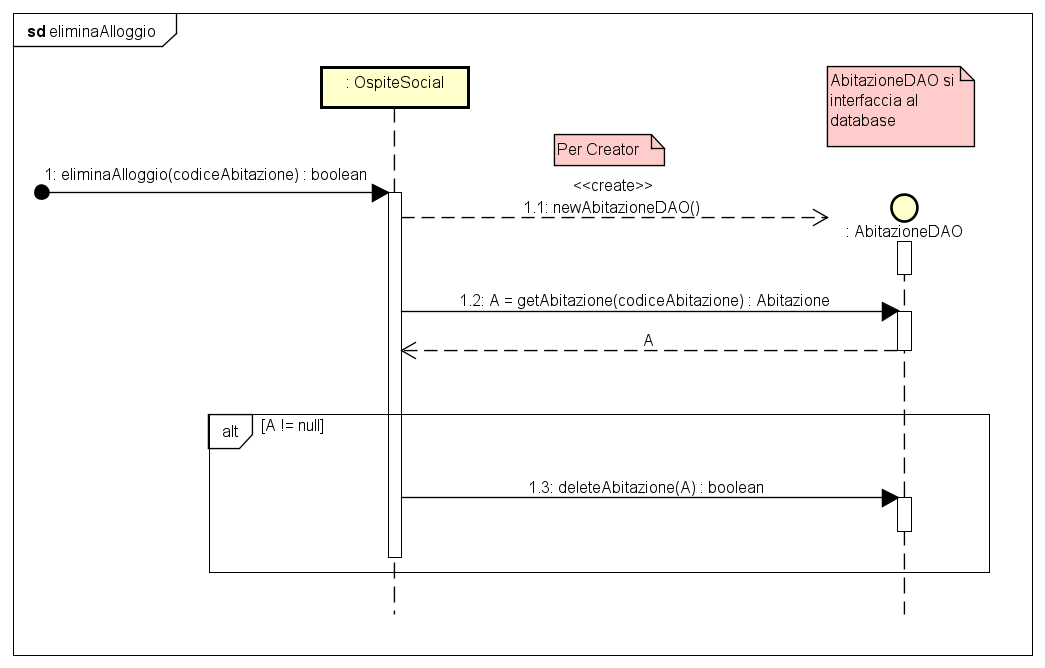 sd eliminaAlloggio
: OspiteSocial
AbitazioneDAO si
interfaccia al
database
Per Creator
1: eliminaAlloggio(codiceAbitazione) : boolean
<<create>>
1.1: newAbitazioneDAO()
: AbitazioneDAO
1.2: A = getAbitazione(codiceAbitazione) : Abitazione
A
alt
[A != null]
1.3: deleteAbitazione(A) : boolean